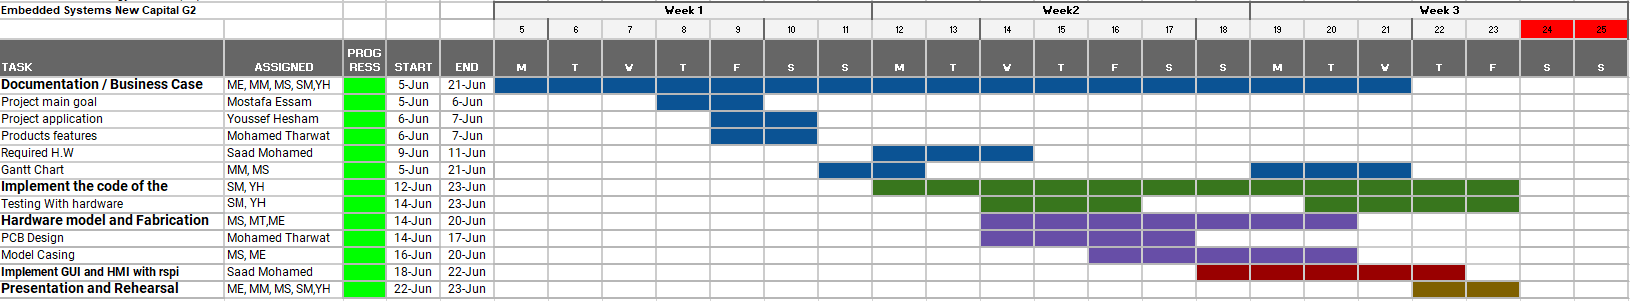 Embedded Systems New Capital G2 Week 1 Week2 Week 3
5 6 7 8 9 10 11 12 13 14 15 16 17 18 19 20 21 22 23 24 25
TASK ASSIGNED PROG RESS START END M T W T F S S M T W T F S S M T W T F S S
Documentation / Business Case ME, MM, MS, SM,YH 5-Jun 21-Jun
Project main goal Mostafa Essam 5-Jun 6-Jun
Project application Youssef Hesham 6-Jun 7-Jun
Products features Mohamed Tharwat 6-Jun 7-Jun
Required H.W Saad Mohamed 9-Jun 11-Jun
Gantt Chart MM, MS 5-Jun 21-Jun
Implement the code of the SM, YH 12-Jun 23-Jun
Testing With hardware SM, YH 14-Jun 23-Jun
Hardware model and Fabrication MS, MT,ME 14-Jun 20-Jun
PCB Design Mohamed Tharwat 14-Jun 17-Jun
Model Casing MS, ME 16-Jun 20-Jun
Implement GUI and HMI with rspi Saad Mohamed 18-Jun 22-Jun
Presentation and Rehearsal ME, MM, MS, SM,YH 22-Jun 23-Jun